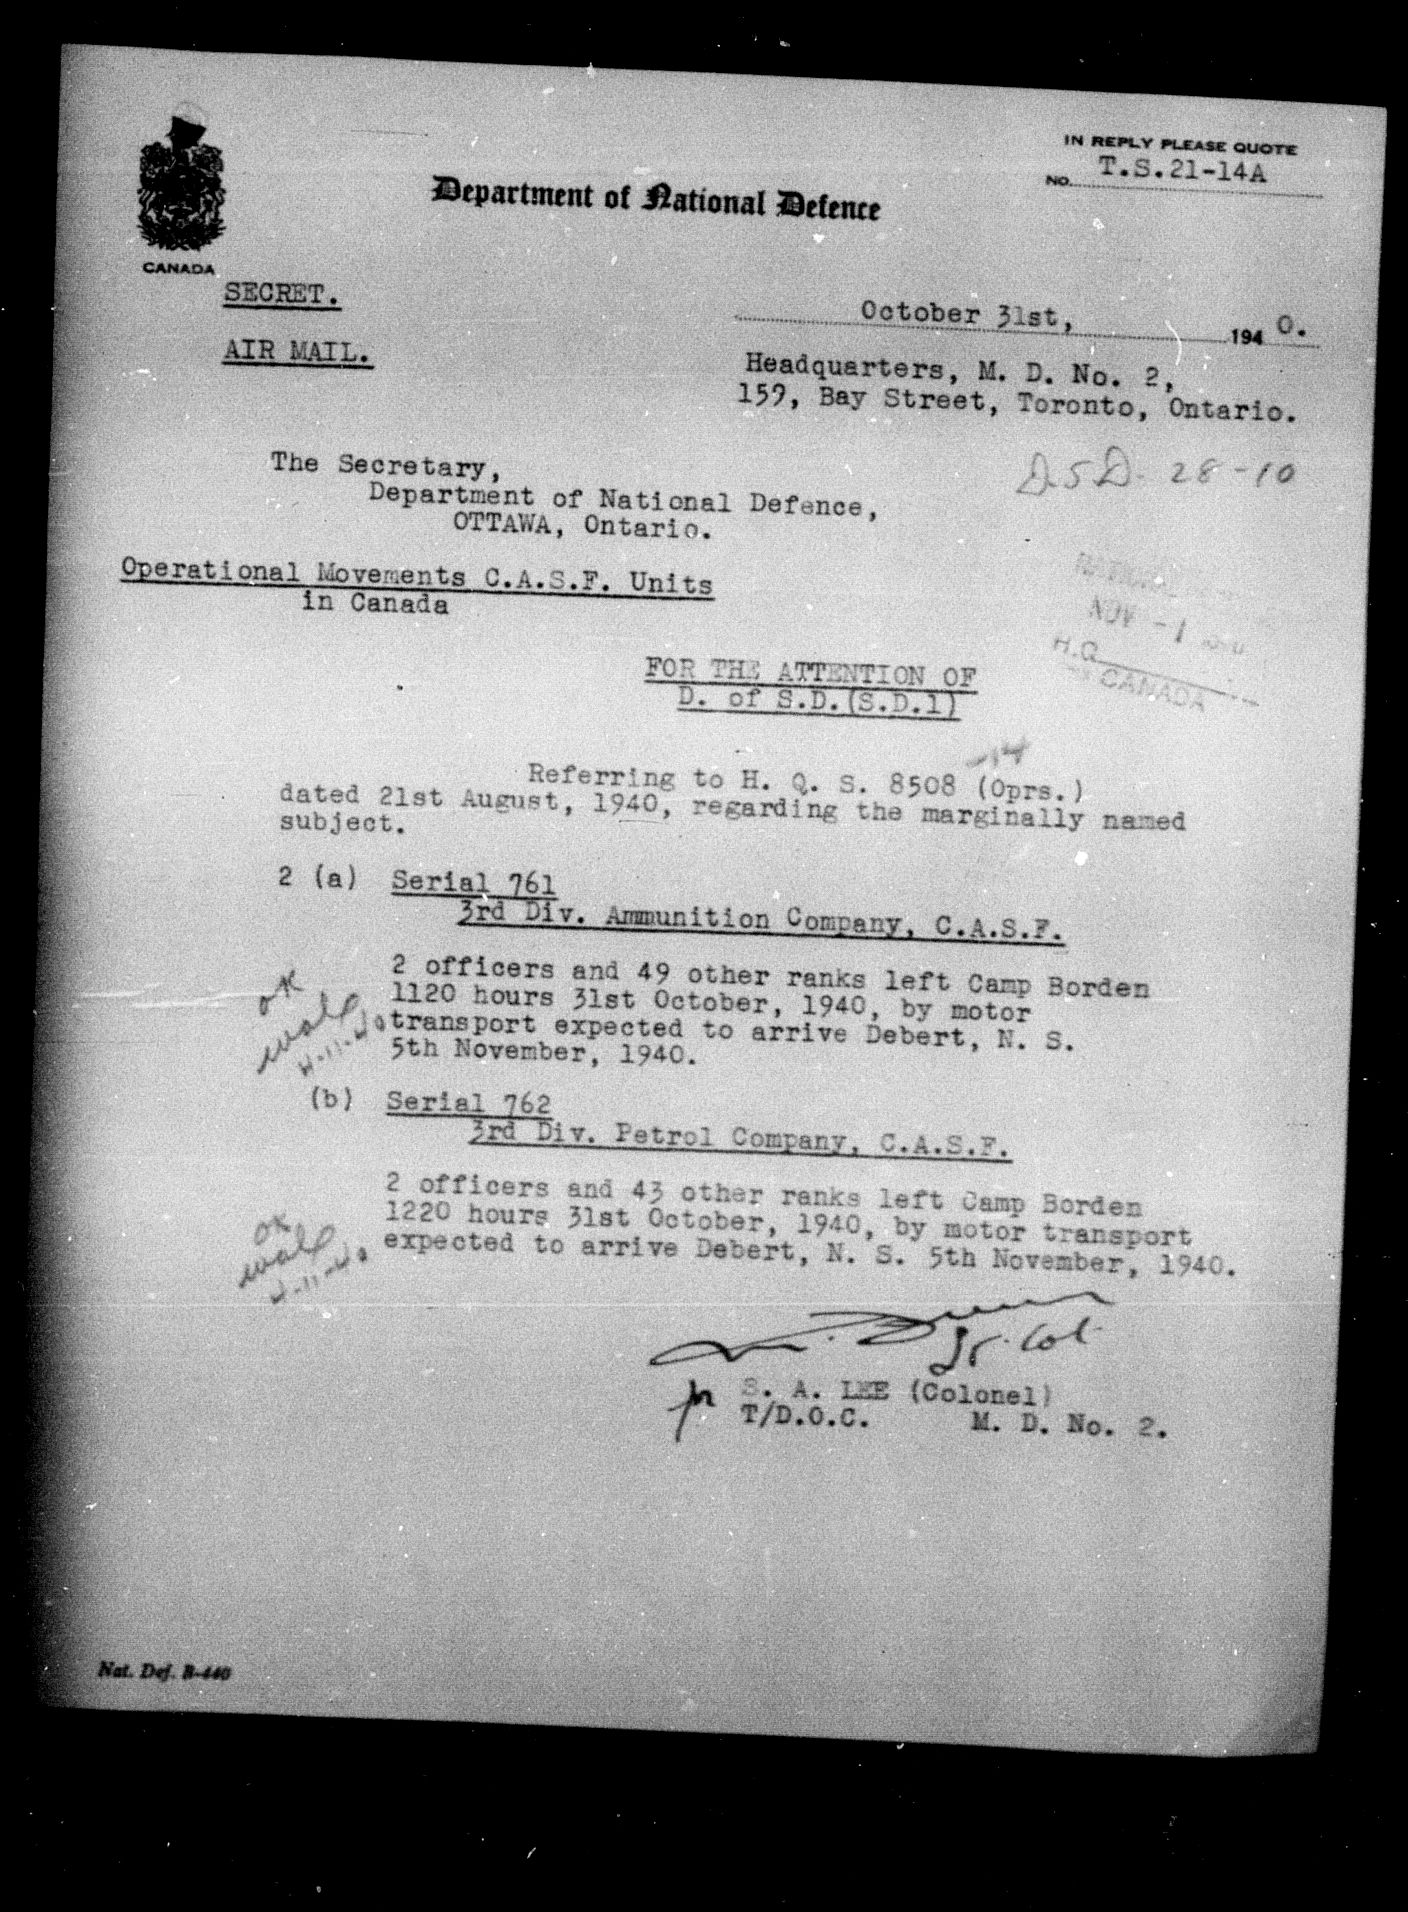 IN REPLY PLEASE QUOTE
No. T.S.21-14A
Department of National Defence
CANADA
SECRET.
October 31st, 1940.
AIR MAIL.
Headquarters, M. D. No. 2,
159, Bay Street, Toronto, Ontario.
The Secretary,
Department of National Defence,
OTTAWA, Ontario.
DSD. 28-10
Operational Movements C.A.S.F. Units
in Canada
NOV -1
H.Q.
CANADA
FOR THE ATTENTION OF
D. of S.D.(S.D.1)
-14
Referring to H. Q. S. 8508 (Oprs.)
dated 21st August, 1940, regarding the marginally named
subject.
2 (a) Serial 761
3rd Div. Ammunition Company, C.A.S.F.
2 officers and 49 other ranks left Camp Borden
1120 hours 31st October, 1940, by motor
transport expected to arrive Debert, N. S.
5th November, 1940.
OK
(b) Serial 762
3rd Div. Petrol Company, C.A.S.F.
2 officers and 43 other ranks left Camp Borden
1220 hours 31st October, 1940, by motor transport
expected to arrive Debert, N. S. 5th November, 1940.
OK
Lt. Col.
S. A. LEE (Colonel)
T/D.O.C. M. D. No. 2.
Nat. Def. B-440